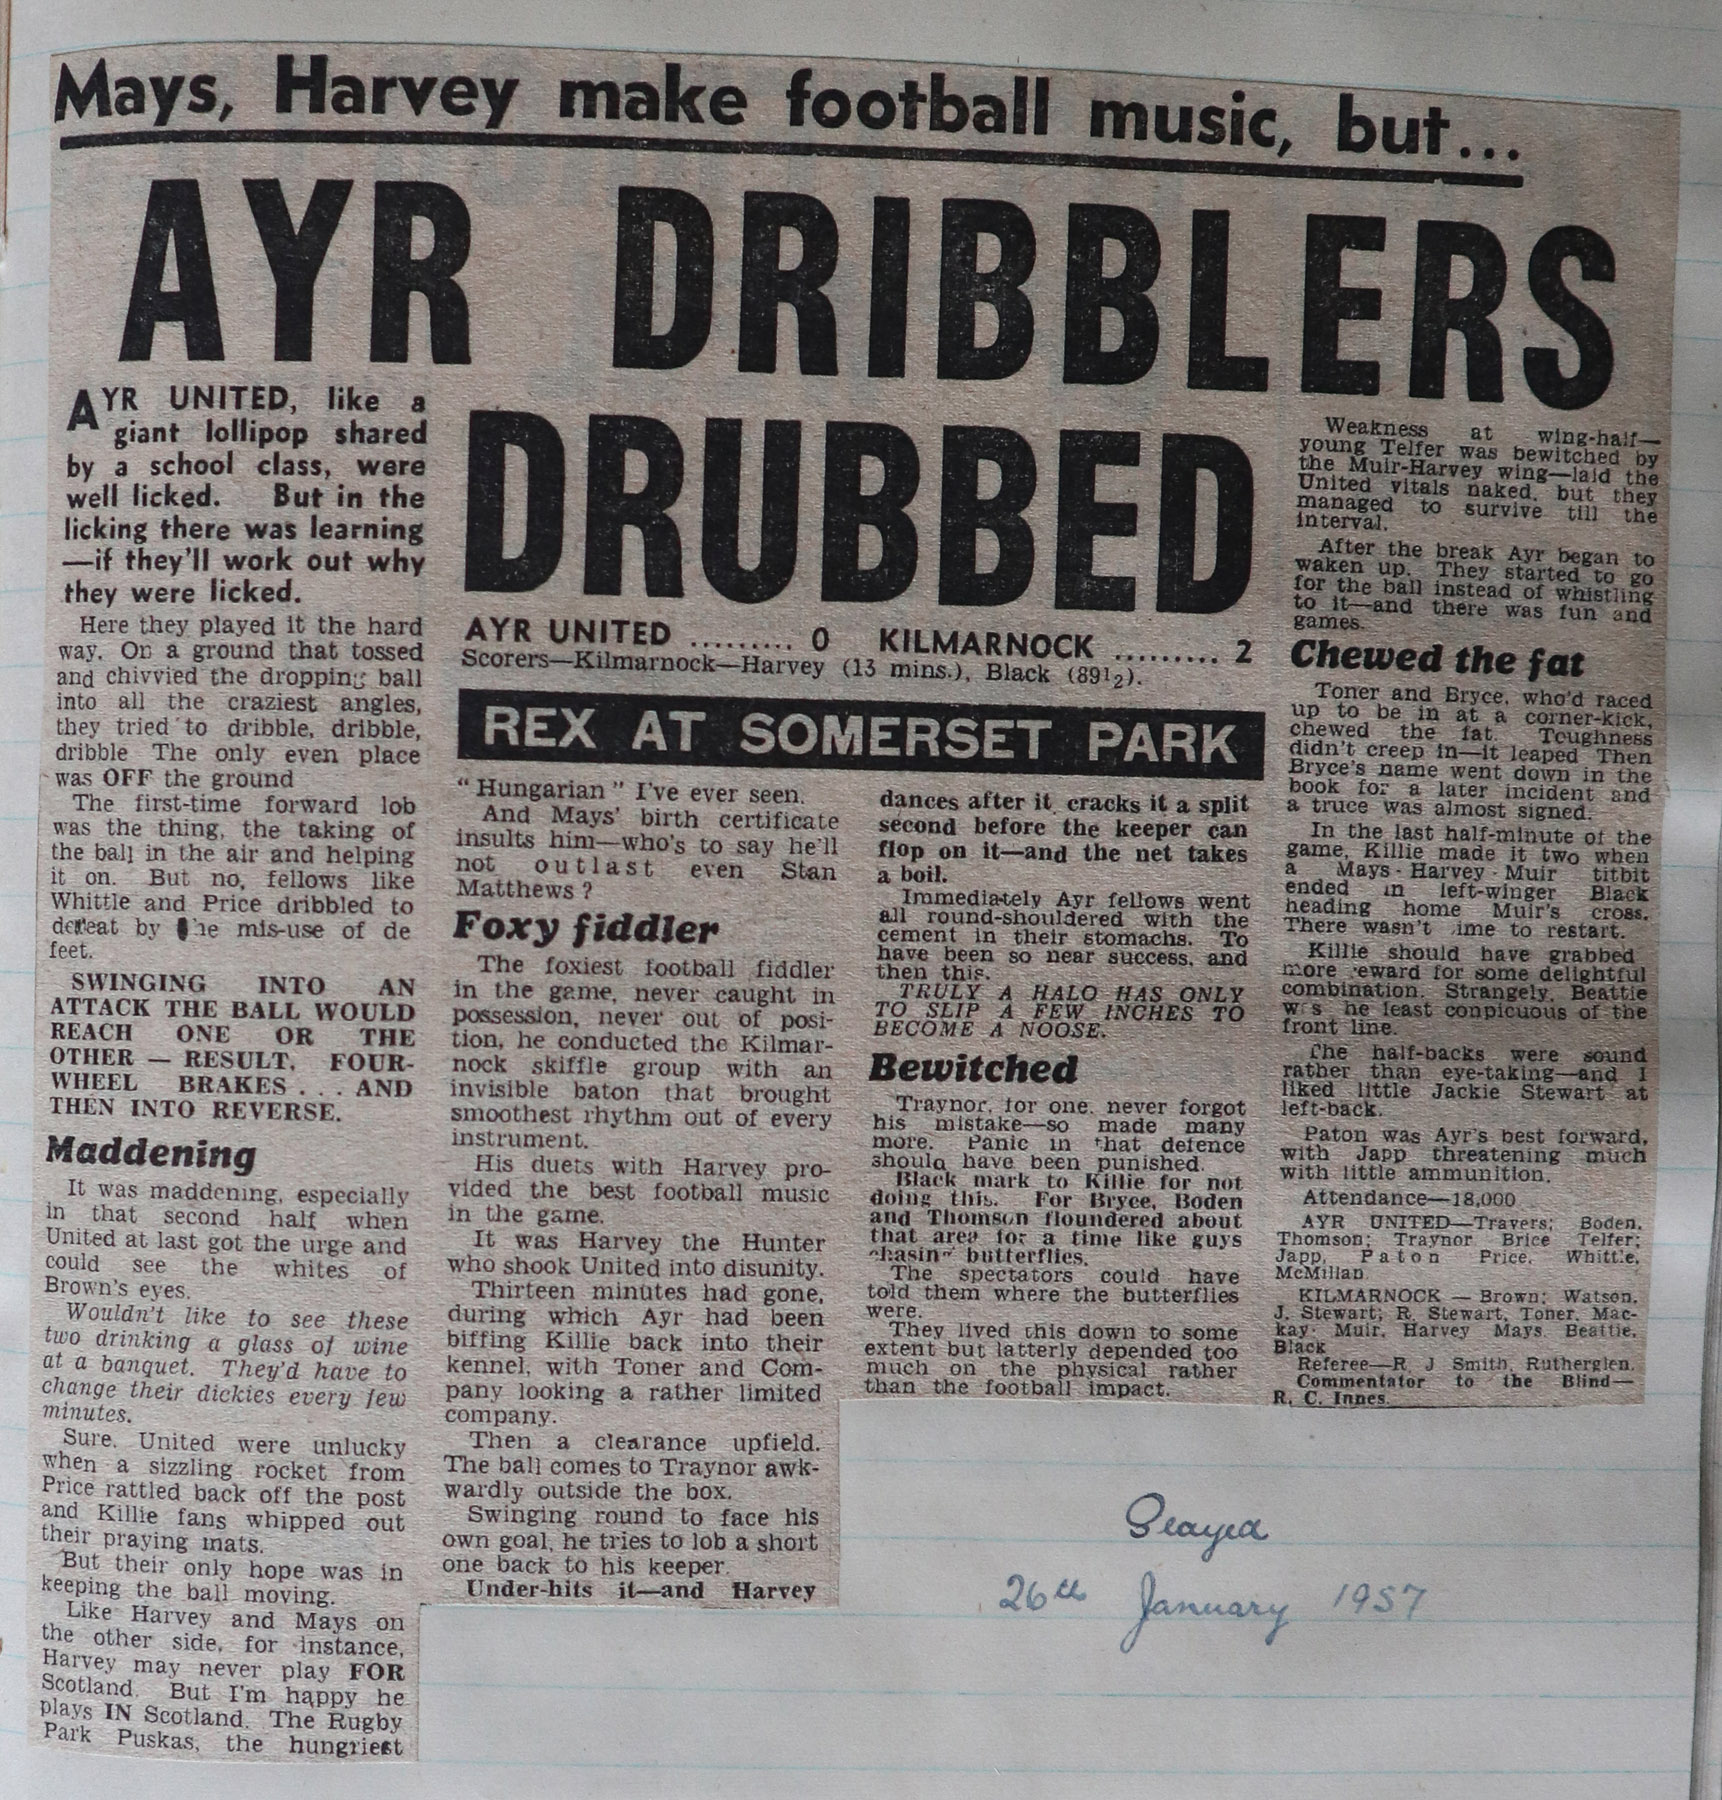 Mays, Harvey make football music, but...
AYR DRIBBLERS
DRUBBED
AYR UNITED ......... 0 KILMARNOCK ......... 2
Scorers—Kilmarnock—Harvey (13 mins.), Black (89½).
REX AT SOMERSET PARK
AYR UNITED, like a
giant lollipop shared
by a school class, were
well licked. But in the
licking there was learning
—if they'll work out why
they were licked.
Here they played it the hard
way. On a ground that tossed
and chivvied the dropping ball
into all the craziest angles,
they tried to dribble, dribble,
dribble The only even place
was OFF the ground
The first-time forward lob
was the thing, the taking of
the ball in the air and helping
it on. But no, fellows like
Whittle and Price dribbled to
defeat by the mis-use of de
feet.
SWINGING INTO AN
ATTACK THE BALL WOULD
REACH ONE OR THE
OTHER — RESULT, FOUR-
WHEEL BRAKES . . . AND
THEN INTO REVERSE.
Maddening
It was maddening, especially
in that second half when
United at last got the urge and
could see the whites of
Brown's eyes.
Wouldn't like to see these
two drinking a glass of wine
at a banquet. They'd have to
change their dickies every few
minutes.
Sure, United were unlucky
when a sizzling rocket from
Price rattled back off the post
and Killie fans whipped out
their praying mats.
But their only hope was in
keeping the ball moving.
Like Harvey and Mays on
the other side, for instance,
Harvey may never play FOR
Scotland. But I'm happy he
plays IN Scotland. The Rugby
Park Puskas, the hungriest
"Hungarian" I've ever seen.
And Mays' birth certificate
insults him—who's to say he'll
not outlast even Stan
Matthews?
Foxy fiddler
The foxiest football fiddler
in the game, never caught in
possession, never out of posi-
tion, he conducted the Kilmar-
nock skiffle group with an
invisible baton that brought
smoothest rhythm out of every
instrument.
His duets with Harvey pro-
vided the best football music
in the game.
It was Harvey the Hunter
who shook United into disunity.
Thirteen minutes had gone,
during which Ayr had been
biffing Killie back into their
kennel, with Toner and Com-
pany looking a rather limited
company.
Then a clearance upfield.
The ball comes to Traynor awk-
wardly outside the box.
Swinging round to face his
own goal, he tries to lob a short
one back to his keeper.
Under-hits it—and Harvey
dances after it, cracks it a split
second before the keeper can
flop on it—and the net takes
a boil.
Immediately Ayr fellows went
all round-shouldered with the
cement in their stomachs. To
have been so near success, and
then this.
TRULY A HALO HAS ONLY
TO SLIP A FEW INCHES TO
BECOME A NOOSE.
Bewitched
Traynor, for one, never forgot
his mistake—so made many
more. Panic in that defence
should have been punished.
Black mark to Killie for not
doing this. For Bryce, Boden
and Thomson floundered about
that area for a time like guys
chasing butterflies.
The spectators could have
told them where the butterflies
were.
They lived this down to some
extent but latterly depended too
much on the physical rather
than the football impact.
Weakness at wing-half—
young Telfer was bewitched by
the Muir-Harvey wing—laid the
United vitals naked, but they
managed to survive till the
interval.
After the break Ayr began to
waken up. They started to go
for the ball instead of whistling
to it—and there was fun and
games.
Chewed the fat
Toner and Bryce, who'd raced
up to be in at a corner-kick,
chewed the fat. Toughness
didn't creep in—it leaped Then
Bryce's name went down in the
book for a later incident and
a truce was almost signed.
In the last half-minute of the
game, Killie made it two when
a Mays-Harvey-Muir titbit
ended in left-winger Black
heading home Muir's cross.
There wasn't time to restart.
Killie should have grabbed
more reward for some delightful
combination. Strangely, Beattie
was he least conpicuous of the
front line.
The half-backs were sound
rather than eye-taking—and I
liked little Jackie Stewart at
left-back.
Paton was Ayr's best forward,
with Japp threatening much
with little ammunition.
Attendance—18,000
AYR UNITED—Travers; Boden,
Thomson; Traynor Brice Telfer;
Japp, Paton Price, Whittle,
McMillan
KILMARNOCK — Brown; Watson,
J. Stewart; R. Stewart, Toner, Mac-
kay; Muir, Harvey Mays, Beattie,
Black
Referee—R. J Smith, Rutherglen.
Commentator to the Blind—
R. C. Innes.
Played
26th January 1957